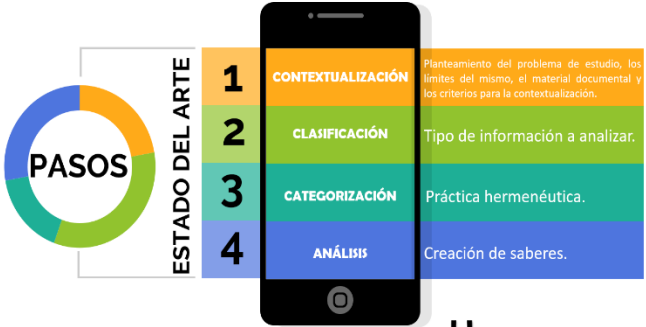 PASOS
ESTADO DEL ARTE
1
CONTEXTUALIZACIÓN
Planteamiento del problema de estudio, los
límites del mismo, el material documental y
los criterios para la contextualización.
2
CLASIFICACIÓN
Tipo de información a analizar.
3
CATEGORIZACIÓN
Práctica hermenéutica.
4
ANÁLISIS
Creación de saberes.